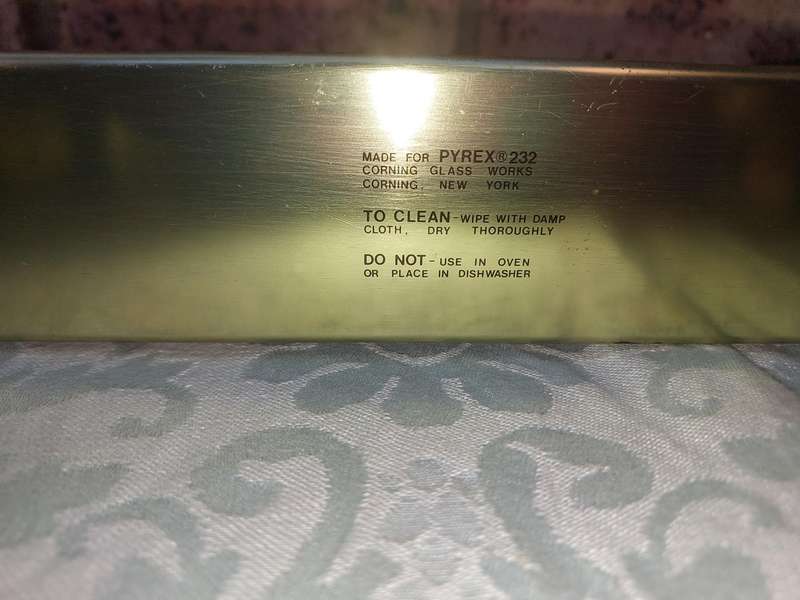 MADE FOR PYREX® 232
CORNING GLASS WORKS
CORNING, NEW YORK
TO CLEAN - WIPE WITH DAMP
CLOTH, DRY THOROUGHLY
DO NOT - USE IN OVEN
OR PLACE IN DISHWASHER